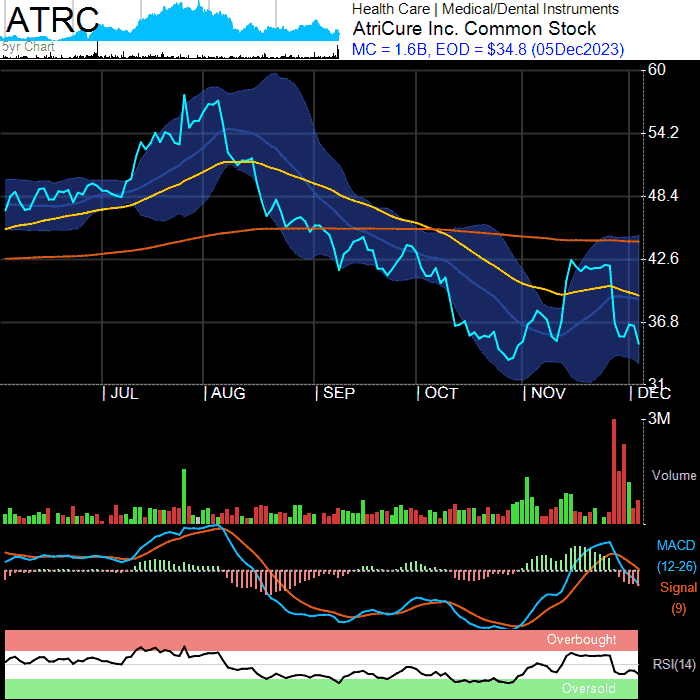 ATRC
5yr Chart
Health Care | Medical/Dental Instruments
AtriCure Inc. Common Stock
MC = 1.6B, EOD = $34.8 (05Dec2023)
60
54.2
48.4
42.6
36.8
31
JUL
AUG
SEP
OCT
NOV
DEC
3M
Volume
MACD
(12-26)
Signal
(9)
Overbought
RSI(14)
Oversold